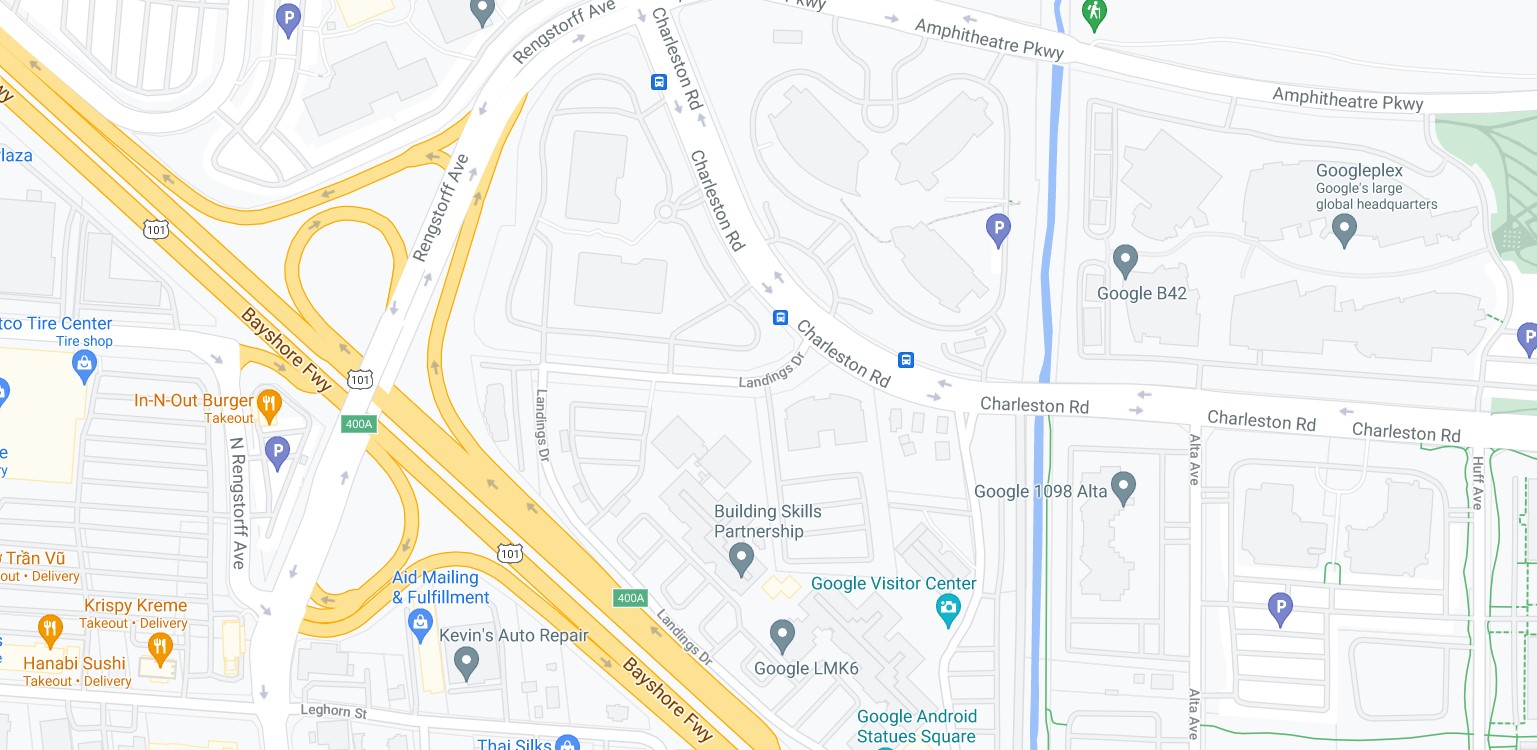 P
Rengstorff Ave
Pkwy
Amphitheatre Pkwy
Charleston Rd
Amphitheatre Pkwy
wy
laza
Rengstorff Ave
Charleston Rd
Googleplex
Google's large
global headquarters
101
P
Google B42
tco Tire Center
Tire shop
Bayshore Fwy
Charleston Rd
P
101
Landings Dr
In-N-Out Burger
Takeout
400A
Charleston Rd
Charleston Rd
Charleston Rd
Landings Dr
N Rengstorff Ave
P
e
ry
Alta Ave
Huff Ave
Google 1098 Alta
Building Skills
Partnership
101
Trần Vũ
out • Delivery
Aid Mailing
& Fulfillment
Google Visitor Center
400A
P
Krispy Kreme
Takeout • Delivery
Kevin's Auto Repair
Landings Dr
s
e
Hanabi Sushi
Takeout • Delivery
Google LMK6
Bayshore Fwy
Alta Ave
Leghorn St
Google Android
Statues Square
Thai Silks